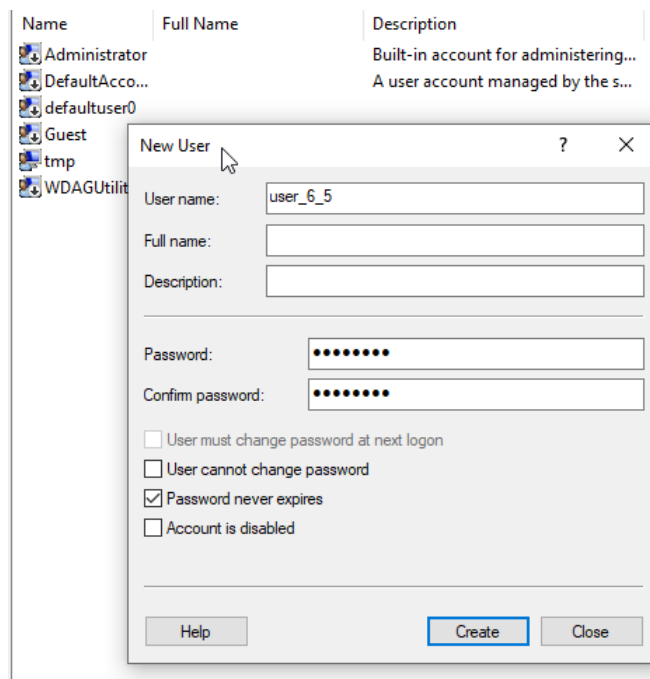 Name Full Name Description
Administrator Built-in account for administering...
DefaultAcco... A user account managed by the s...
defaultuser0
Guest
tmp
WDAGUtilit
New User ?
User name: user_6_5
Full name:
Description:
Password: ●●●●●●●●
Confirm password: ●●●●●●●●
User must change password at next logon
User cannot change password
Password never expires
Account is disabled
Help Create Close